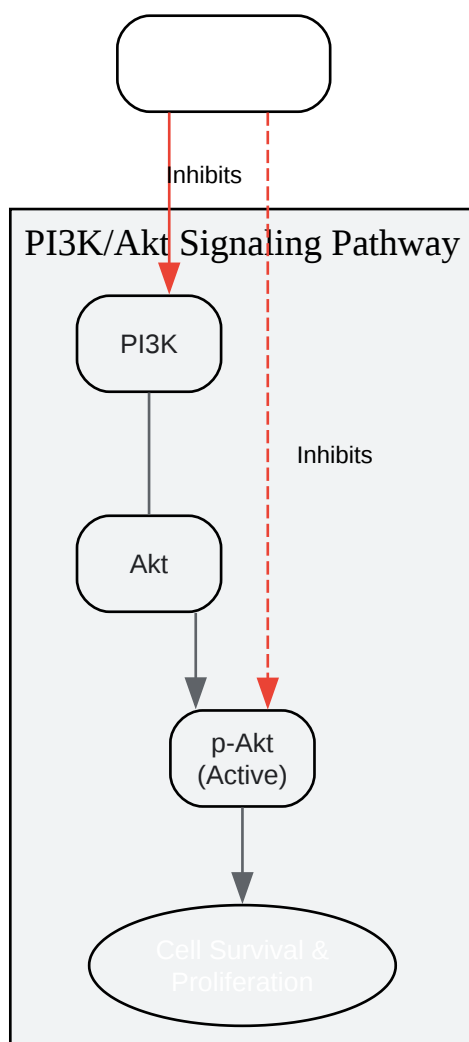 Inhibits
PI3K/Akt Signaling Pathway
PI3K
Inhibits
Akt
p-Akt
(Active)
Cell Survival &
Proliferation